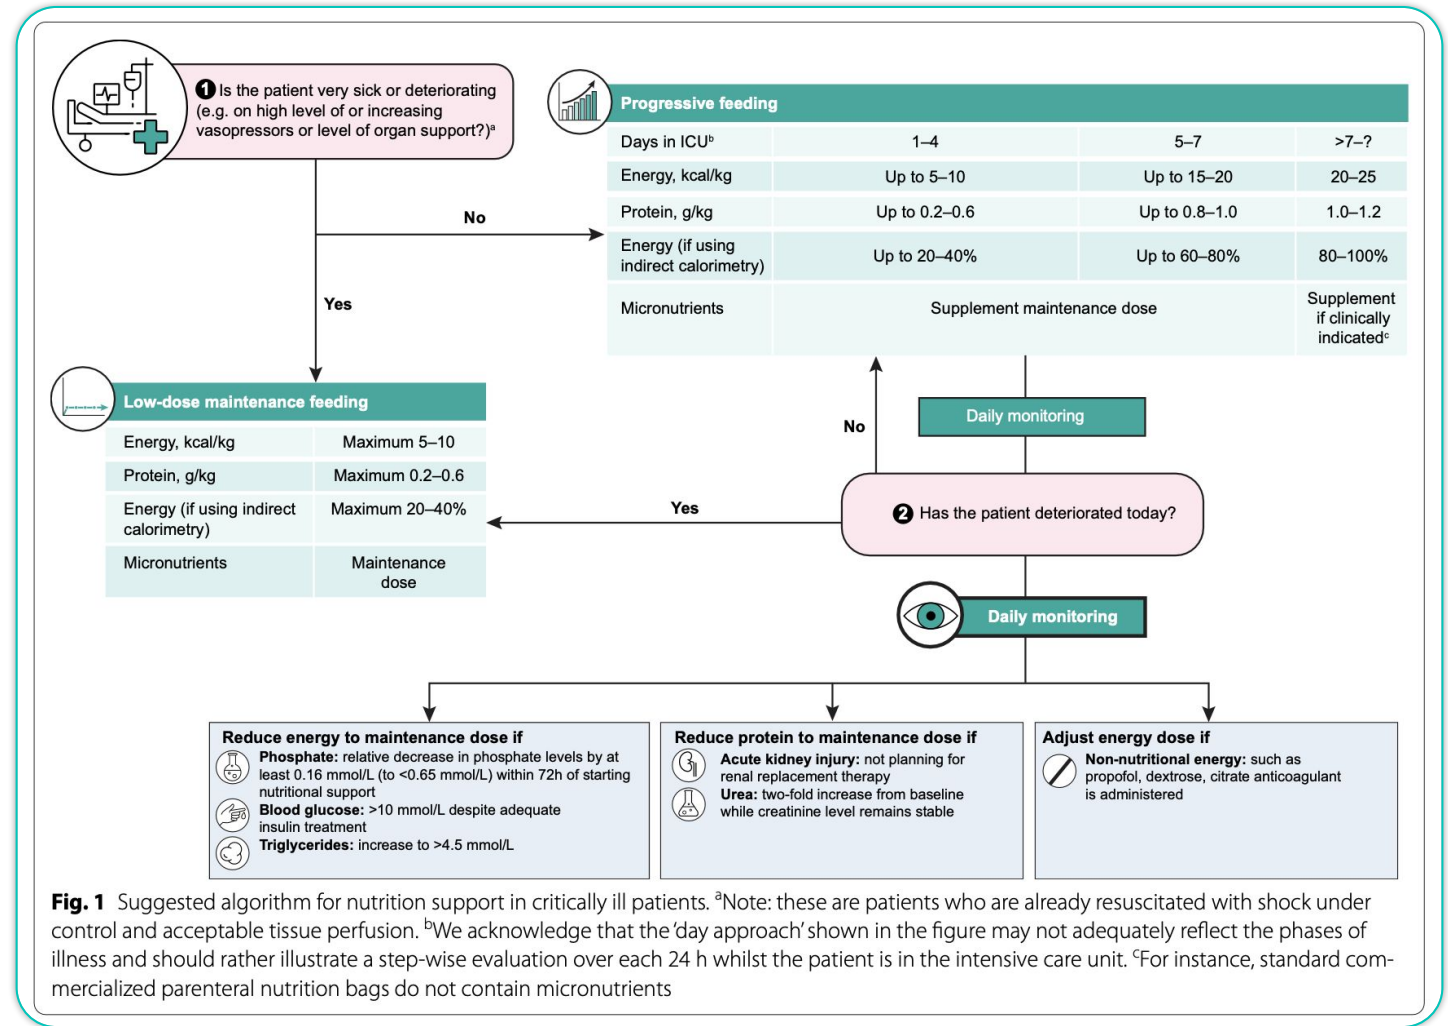 ❶ Is the patient very sick or deteriorating
(e.g. on high level of or increasing
vasopressors or level of organ support?)ᵃ
No
Yes
Progressive feeding
Days in ICUᵇ 1–4 5–7 >7–?
Energy, kcal/kg Up to 5–10 Up to 15–20 20–25
Protein, g/kg Up to 0.2–0.6 Up to 0.8–1.0 1.0–1.2
Energy (if using
indirect calorimetry) Up to 20–40% Up to 60–80% 80–100%
Micronutrients Supplement maintenance dose Supplement
if clinically
indicatedᶜ
Low-dose maintenance feeding
Energy, kcal/kg Maximum 5–10
Protein, g/kg Maximum 0.2–0.6
Energy (if using indirect Maximum 20–40%
calorimetry)
Micronutrients Maintenance
dose
Daily monitoring
No
Yes
❷ Has the patient deteriorated today?
Daily monitoring
Reduce energy to maintenance dose if
Phosphate: relative decrease in phosphate levels by at
least 0.16 mmol/L (to <0.65 mmol/L) within 72h of starting
nutritional support
Blood glucose: >10 mmol/L despite adequate
insulin treatment
Triglycerides: increase to >4.5 mmol/L
Reduce protein to maintenance dose if
Acute kidney injury: not planning for
renal replacement therapy
Urea: two-fold increase from baseline
while creatinine level remains stable
Adjust energy dose if
Non-nutritional energy: such as
propofol, dextrose, citrate anticoagulant
is administered
Fig. 1 Suggested algorithm for nutrition support in critically ill patients. ᵃNote: these are patients who are already resuscitated with shock under
control and acceptable tissue perfusion. ᵇWe acknowledge that the ‘day approach’ shown in the figure may not adequately reflect the phases of
illness and should rather illustrate a step-wise evaluation over each 24 h whilst the patient is in the intensive care unit. ᶜFor instance, standard com-
mercialized parenteral nutrition bags do not contain micronutrients